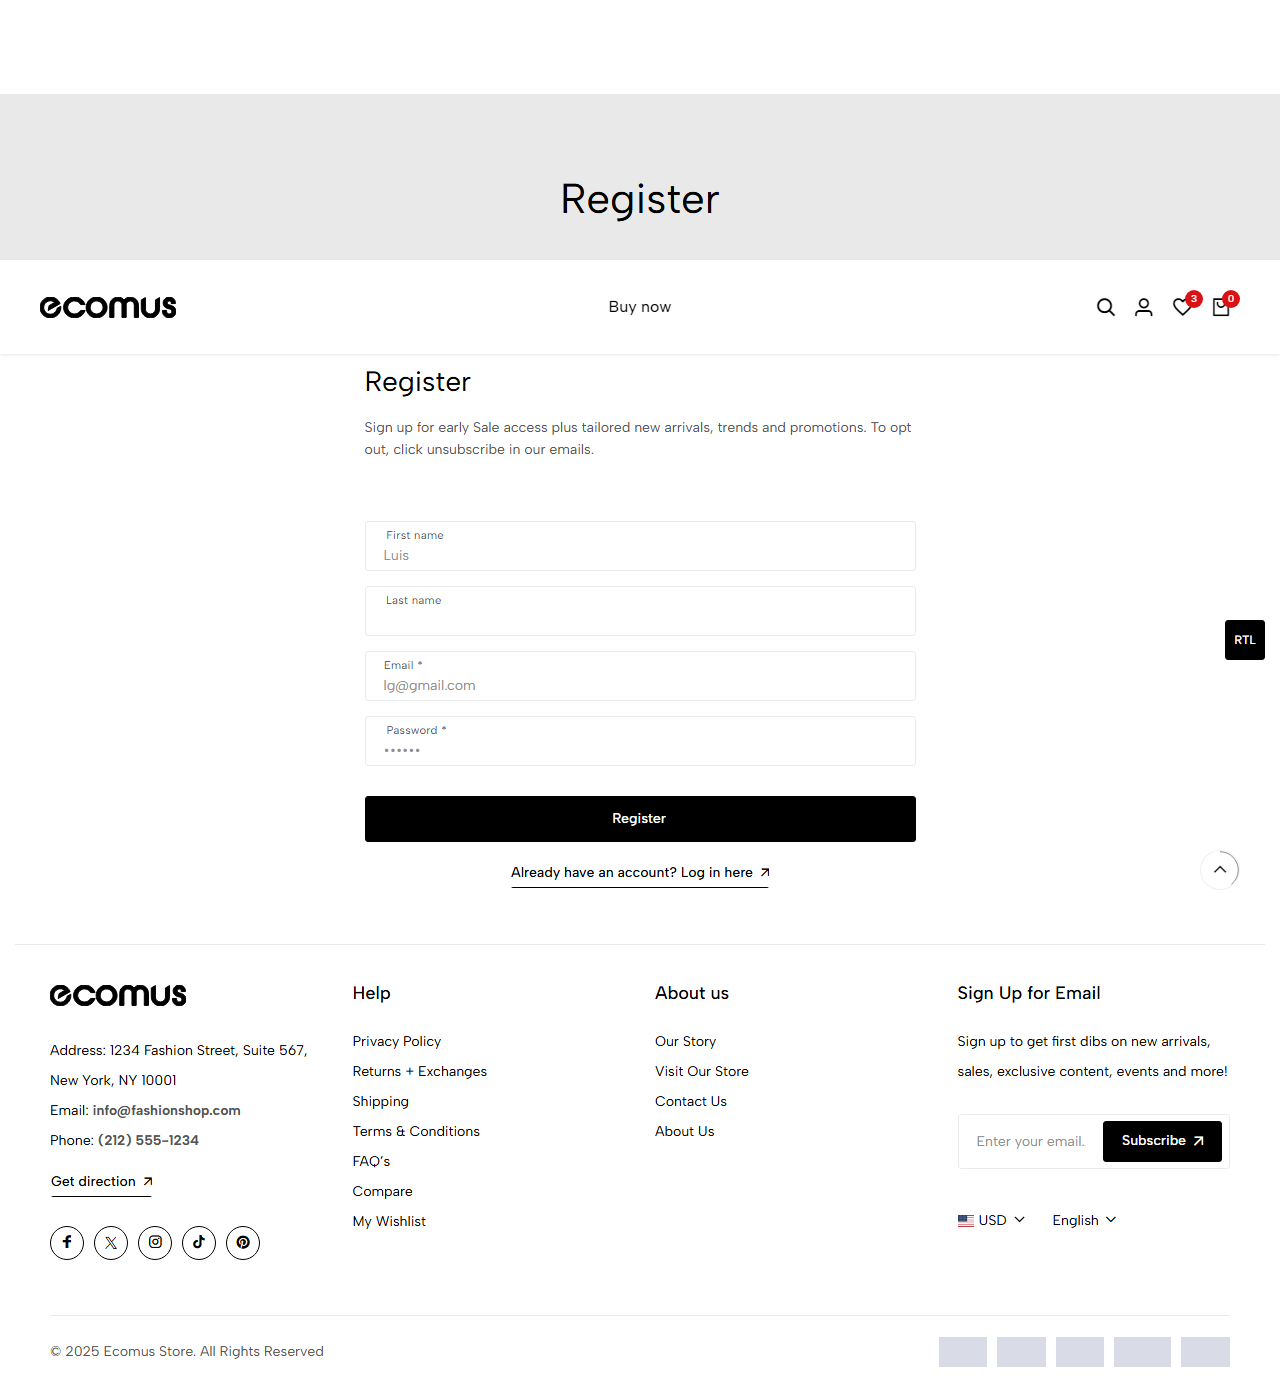 Register
ecomus
Buy now
3
0
Register
Sign up for early Sale access plus tailored new arrivals, trends and promotions. To opt
out, click unsubscribe in our emails.
First name
Luis
Last name
Email *
lg@gmail.com
Password *
••••••
RTL
Register
Already have an account? Log in here
ecomus
Address: 1234 Fashion Street, Suite 567,
New York, NY 10001
Email: info@fashionshop.com
Phone: (212) 555-1234
Get direction
Help
Privacy Policy
Returns + Exchanges
Shipping
Terms & Conditions
FAQ's
Compare
My Wishlist
About us
Our Story
Visit Our Store
Contact Us
About Us
Sign Up for Email
Sign up to get first dibs on new arrivals,
sales, exclusive content, events and more!
Enter your email.
Subscribe
USD
English
© 2025 Ecomus Store. All Rights Reserved